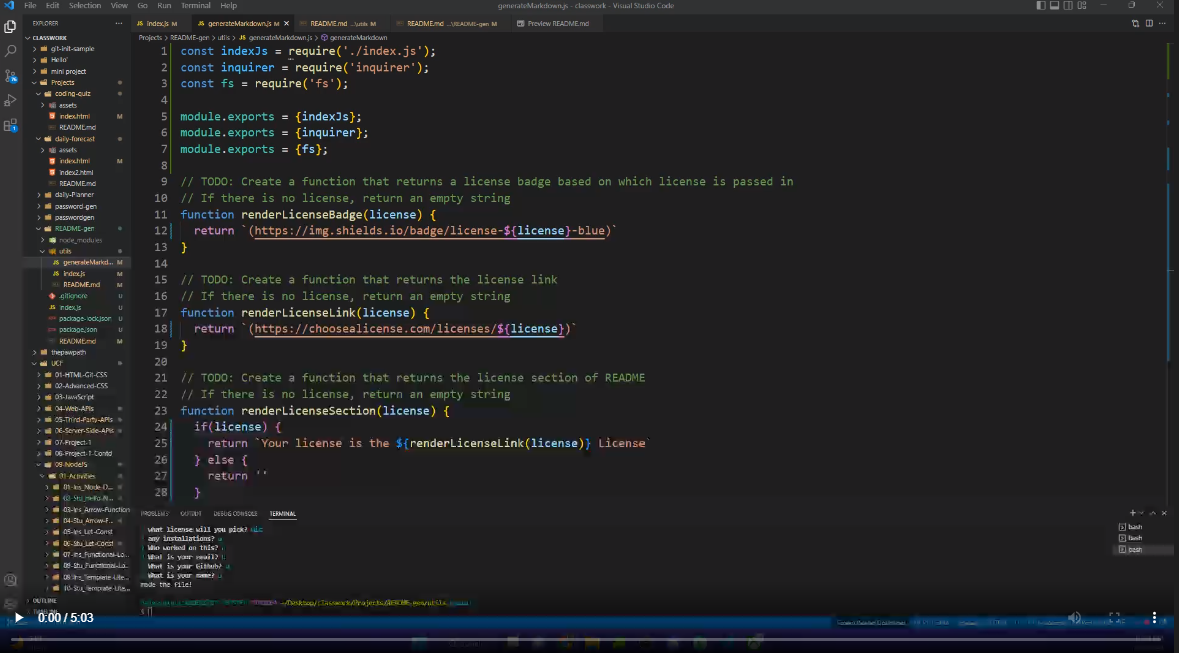 File Edit Selection View Go Run Terminal Help
generateMarkdown.js - classwork - Visual Studio Code
EXPLORER
index.js M
generateMarkdown.js M
README.md ...\utils M
README.md ...\README-gen M
Preview README.md
Projects > README-gen > utils > JS generateMarkdown.js > generateMarkdown
CLASSWORK
git-init-sample
Hello'
mini project
Projects
coding-quiz
assets
index.html M
README.md
daily-forecast
assets
index.html M
index2.html
README.md
daily-Planner
password-gen
passwordgen
README-gen
node_modules
utils
generateMarkd... M
index.js M
README.md M
.gitignore U
index.js U
package-lock.json U
package.json U
README.md M
thepawpath
UCF
01-HTML-Git-CSS
02-Advanced-CSS
03-JavaScript
04-Web-APIs
05-Third-Party-APIs
06-Server-Side-APIs
07-Project-1
08-Project-1-Contd
09-NodeJS
01-Activities
01-Ins_Node-D...
02-Stu_Hello-N...
03-Ins_Arrow-Function
04-Stu_Arrow-F...
05-Ins_Let-Const
06-Stu_Let-Const
07-Ins_Functional-Lo...
08-Stu_Functional-Lo...
09-Ins_Template-Lite...
10-Stu_Template-Lite...
OUTLINE
TIMELINE
1 const indexJs = require('./index.js');
2 const inquirer = require('inquirer');
3 const fs = require('fs');
4
5 module.exports = {indexJs};
6 module.exports = {inquirer};
7 module.exports = {fs};
8
9 // TODO: Create a function that returns a license badge based on which license is passed in
10 // If there is no license, return an empty string
11 function renderLicenseBadge(license) {
12 return `(https://img.shields.io/badge/license-${license}-blue)`
13 }
14
15 // TODO: Create a function that returns the license link
16 // If there is no license, return an empty string
17 function renderLicenseLink(license) {
18 return `(https://choosealicense.com/licenses/${license})`
19 }
20
21 // TODO: Create a function that returns the license section of README
22 // If there is no license, return an empty string
23 function renderLicenseSection(license) {
24 if(license) {
25 return `Your license is the ${renderLicenseLink(license)} License`
26 } else {
27 return ''
28 }
PROBLEMS OUTPUT DEBUG CONSOLE TERMINAL
what license will you pick?
any installations?
Who worked on this?
What is your email?
What is your GitHub?
What is your name?
made the file!
~/Desktop/classwork/Projects/README-gen/utils
$
bash
bash
bash
0:00 / 5:03